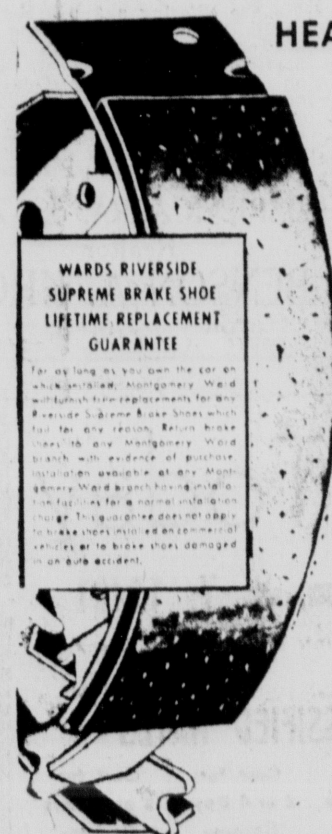 HEA
WARDS RIVERSIDE
SUPREME BRAKE SHOE
LIFETIME REPLACEMENT
GUARANTEE
For as long as you own the car on
which installed, Montgomery Ward
will furnish free replacements for any
Riverside Supreme Brake Shoes which
fail for any reason. Return brake
shoes to any Montgomery Ward
branch with evidence of purchase.
Installation available at any Mont-
gomery Ward branch having installa-
tion facilities for a normal installation
charge. This guarantee does not apply
to brake shoes installed on commercial
vehicles or to brake shoes damaged
in an auto accident.